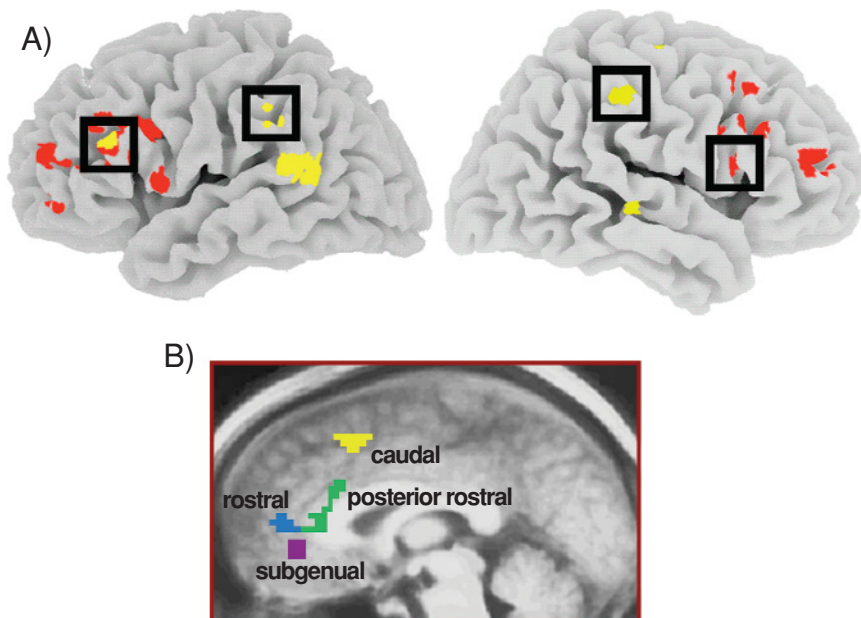 A)
B)
caudal
posterior rostral
rostral
subgenual